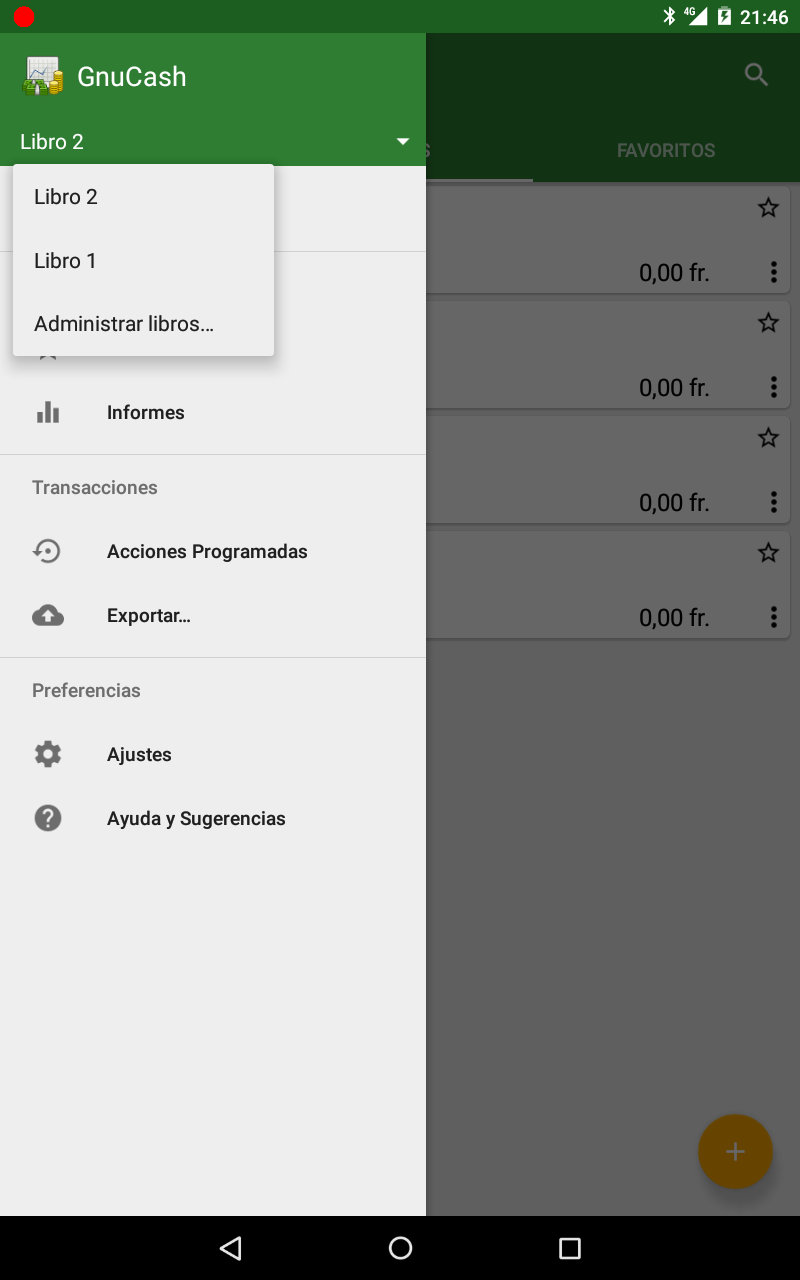 4G 21:46
GnuCash
Libro 2
FAVORITOS
Libro 2
Libro 1
Administrar libros...
0,00 fr.
0,00 fr.
Informes
Transacciones
0,00 fr.
Acciones Programadas
Exportar...
0,00 fr.
Preferencias
Ajustes
Ayuda y Sugerencias